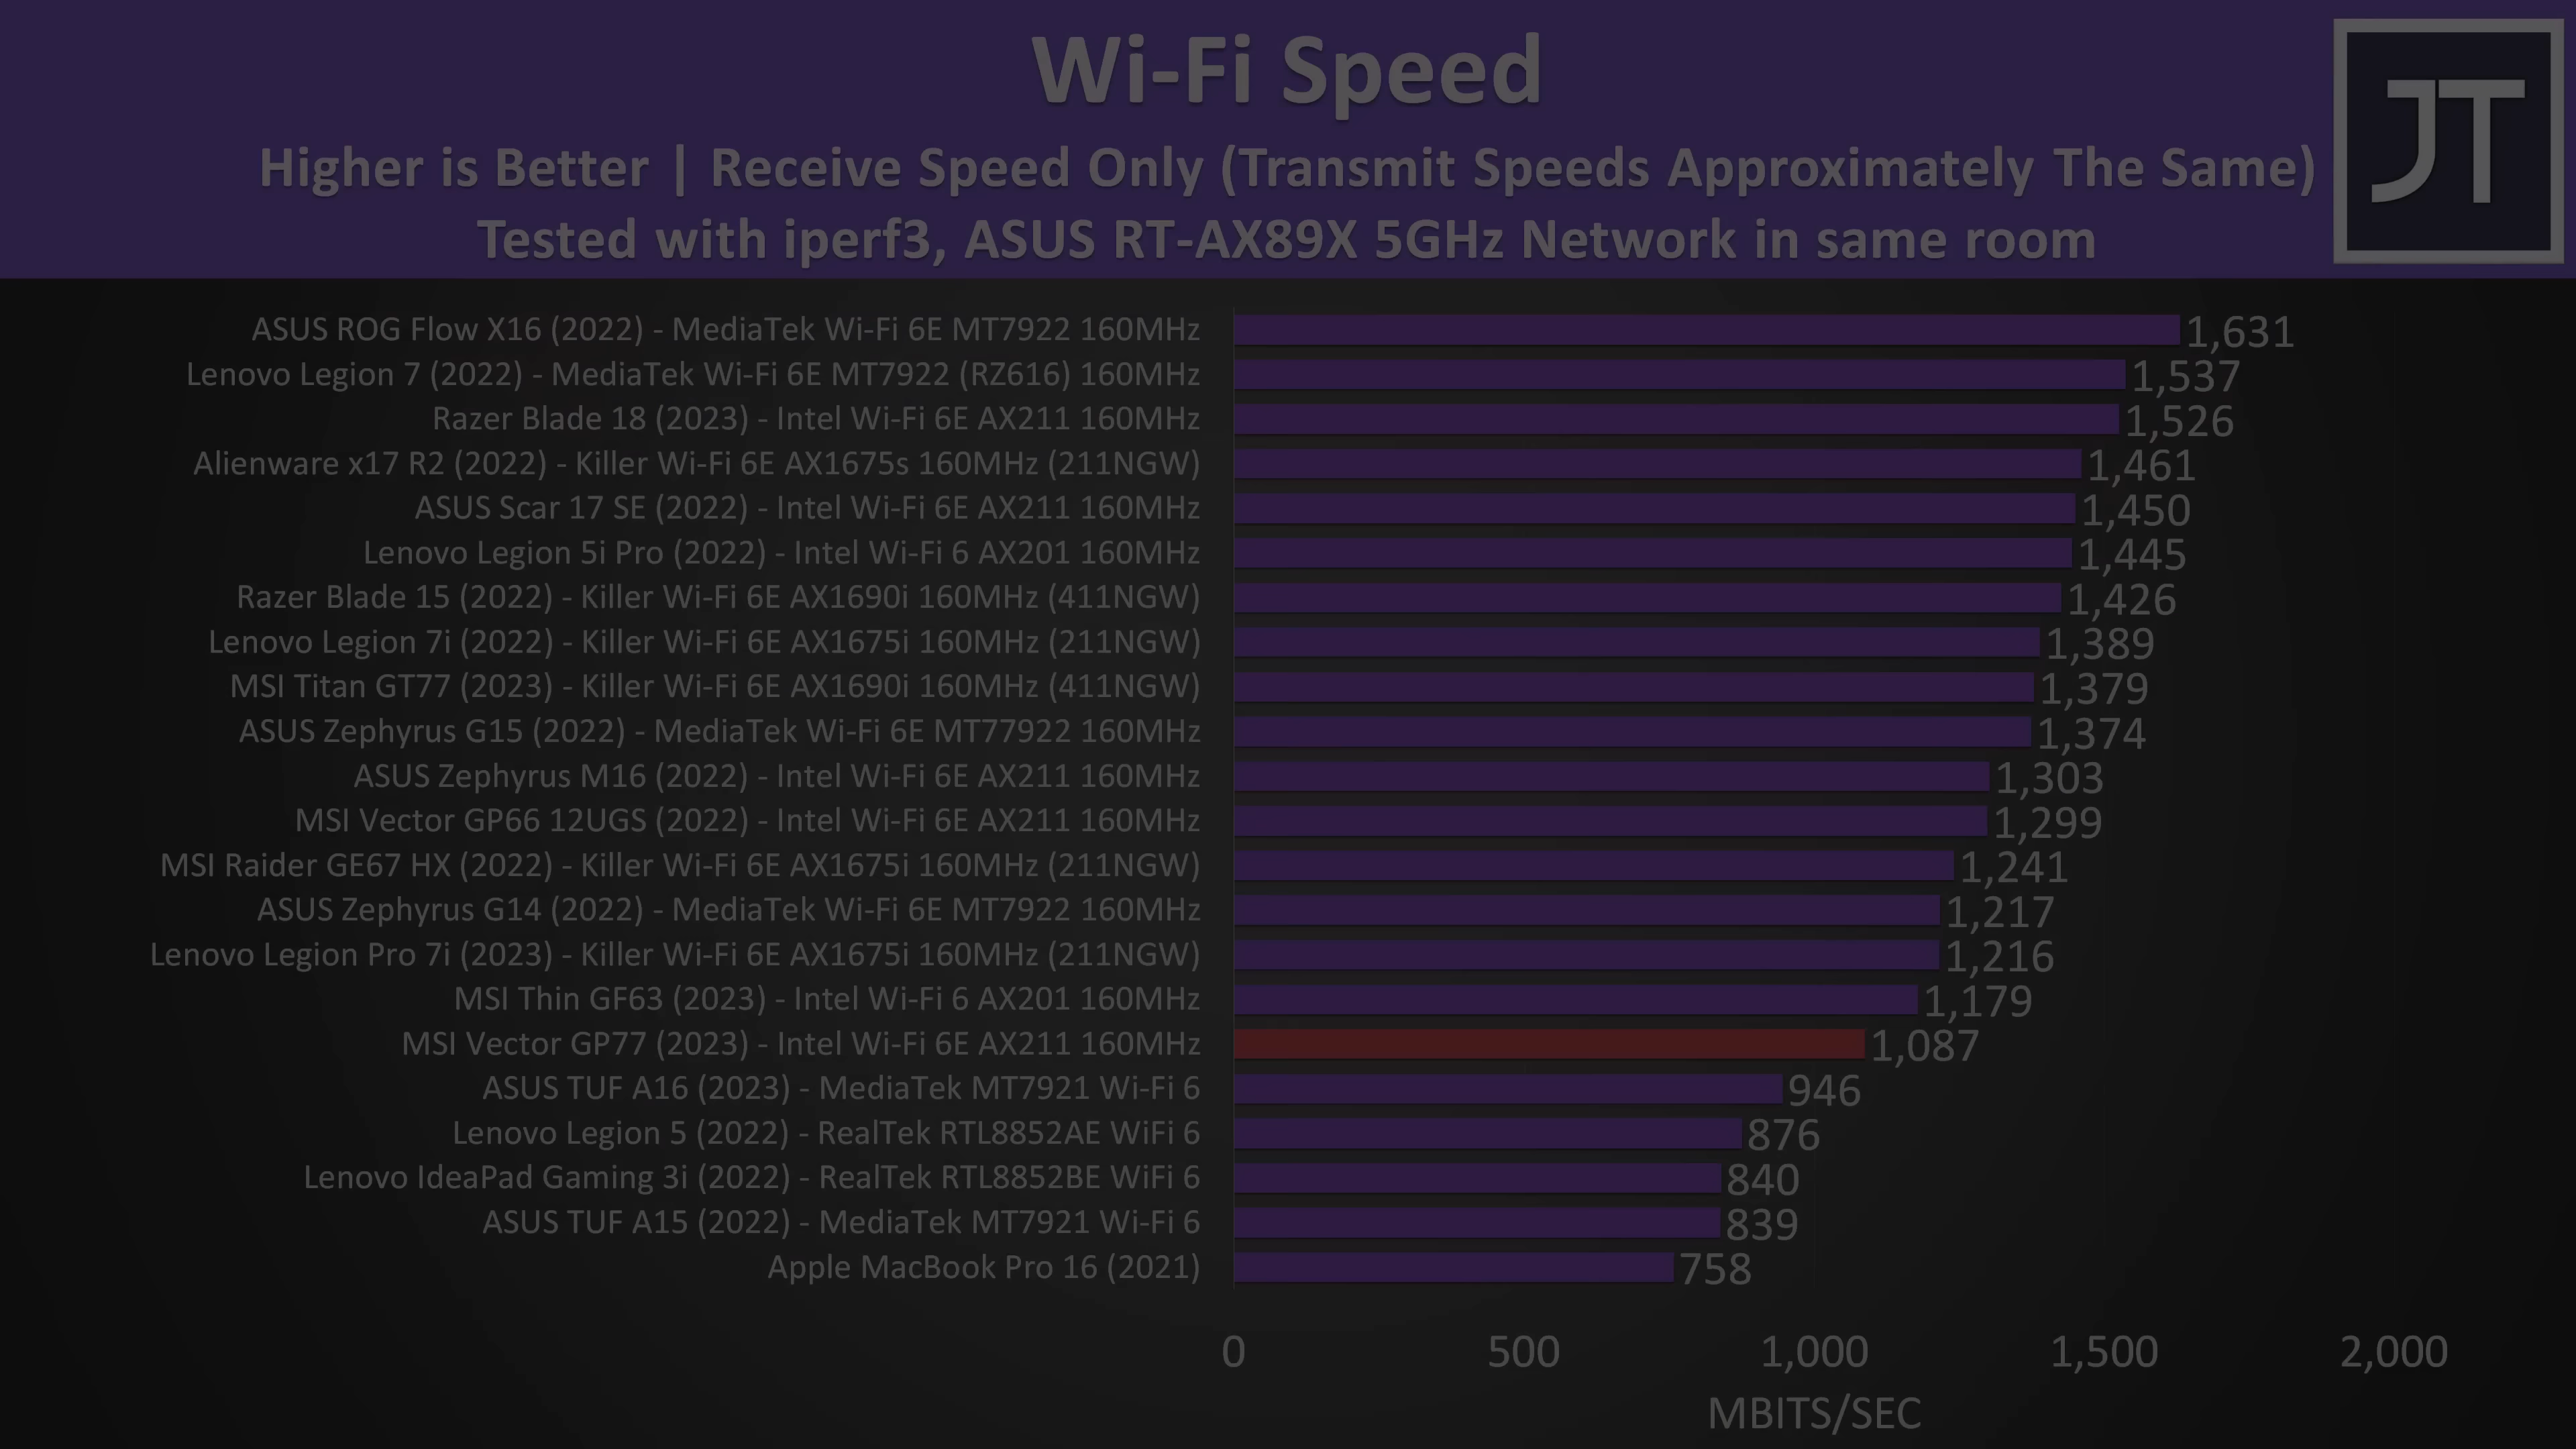 Wi-Fi Speed
JT
Higher is Better | Receive Speed Only (Transmit Speeds Approximately The Same)
Tested with iperf3, ASUS RT-AX89X 5GHz Network in same room
ASUS ROG Flow X16 (2022) - MediaTek Wi-Fi 6E MT7922 160MHz 1,631
Lenovo Legion 7 (2022) - MediaTek Wi-Fi 6E MT7922 (RZ616) 160MHz 1,537
Razer Blade 18 (2023) - Intel Wi-Fi 6E AX211 160MHz 1,526
Alienware x17 R2 (2022) - Killer Wi-Fi 6E AX1675s 160MHz (211NGW) 1,461
ASUS Scar 17 SE (2022) - Intel Wi-Fi 6E AX211 160MHz 1,450
Lenovo Legion 5i Pro (2022) - Intel Wi-Fi 6 AX201 160MHz 1,445
Razer Blade 15 (2022) - Killer Wi-Fi 6E AX1690i 160MHz (411NGW) 1,426
Lenovo Legion 7i (2022) - Killer Wi-Fi 6E AX1675i 160MHz (211NGW) 1,389
MSI Titan GT77 (2023) - Killer Wi-Fi 6E AX1690i 160MHz (411NGW) 1,379
ASUS Zephyrus G15 (2022) - MediaTek Wi-Fi 6E MT77922 160MHz 1,374
ASUS Zephyrus M16 (2022) - Intel Wi-Fi 6E AX211 160MHz 1,303
MSI Vector GP66 12UGS (2022) - Intel Wi-Fi 6E AX211 160MHz 1,299
MSI Raider GE67 HX (2022) - Killer Wi-Fi 6E AX1675i 160MHz (211NGW) 1,241
ASUS Zephyrus G14 (2022) - MediaTek Wi-Fi 6E MT7922 160MHz 1,217
Lenovo Legion Pro 7i (2023) - Killer Wi-Fi 6E AX1675i 160MHz (211NGW) 1,216
MSI Thin GF63 (2023) - Intel Wi-Fi 6 AX201 160MHz 1,179
MSI Vector GP77 (2023) - Intel Wi-Fi 6E AX211 160MHz 1,087
ASUS TUF A16 (2023) - MediaTek MT7921 Wi-Fi 6 946
Lenovo Legion 5 (2022) - RealTek RTL8852AE WiFi 6 876
Lenovo IdeaPad Gaming 3i (2022) - RealTek RTL8852BE WiFi 6 840
ASUS TUF A15 (2022) - MediaTek MT7921 Wi-Fi 6 839
Apple MacBook Pro 16 (2021) 758
0 500 1,000 1,500 2,000
MBITS/SEC